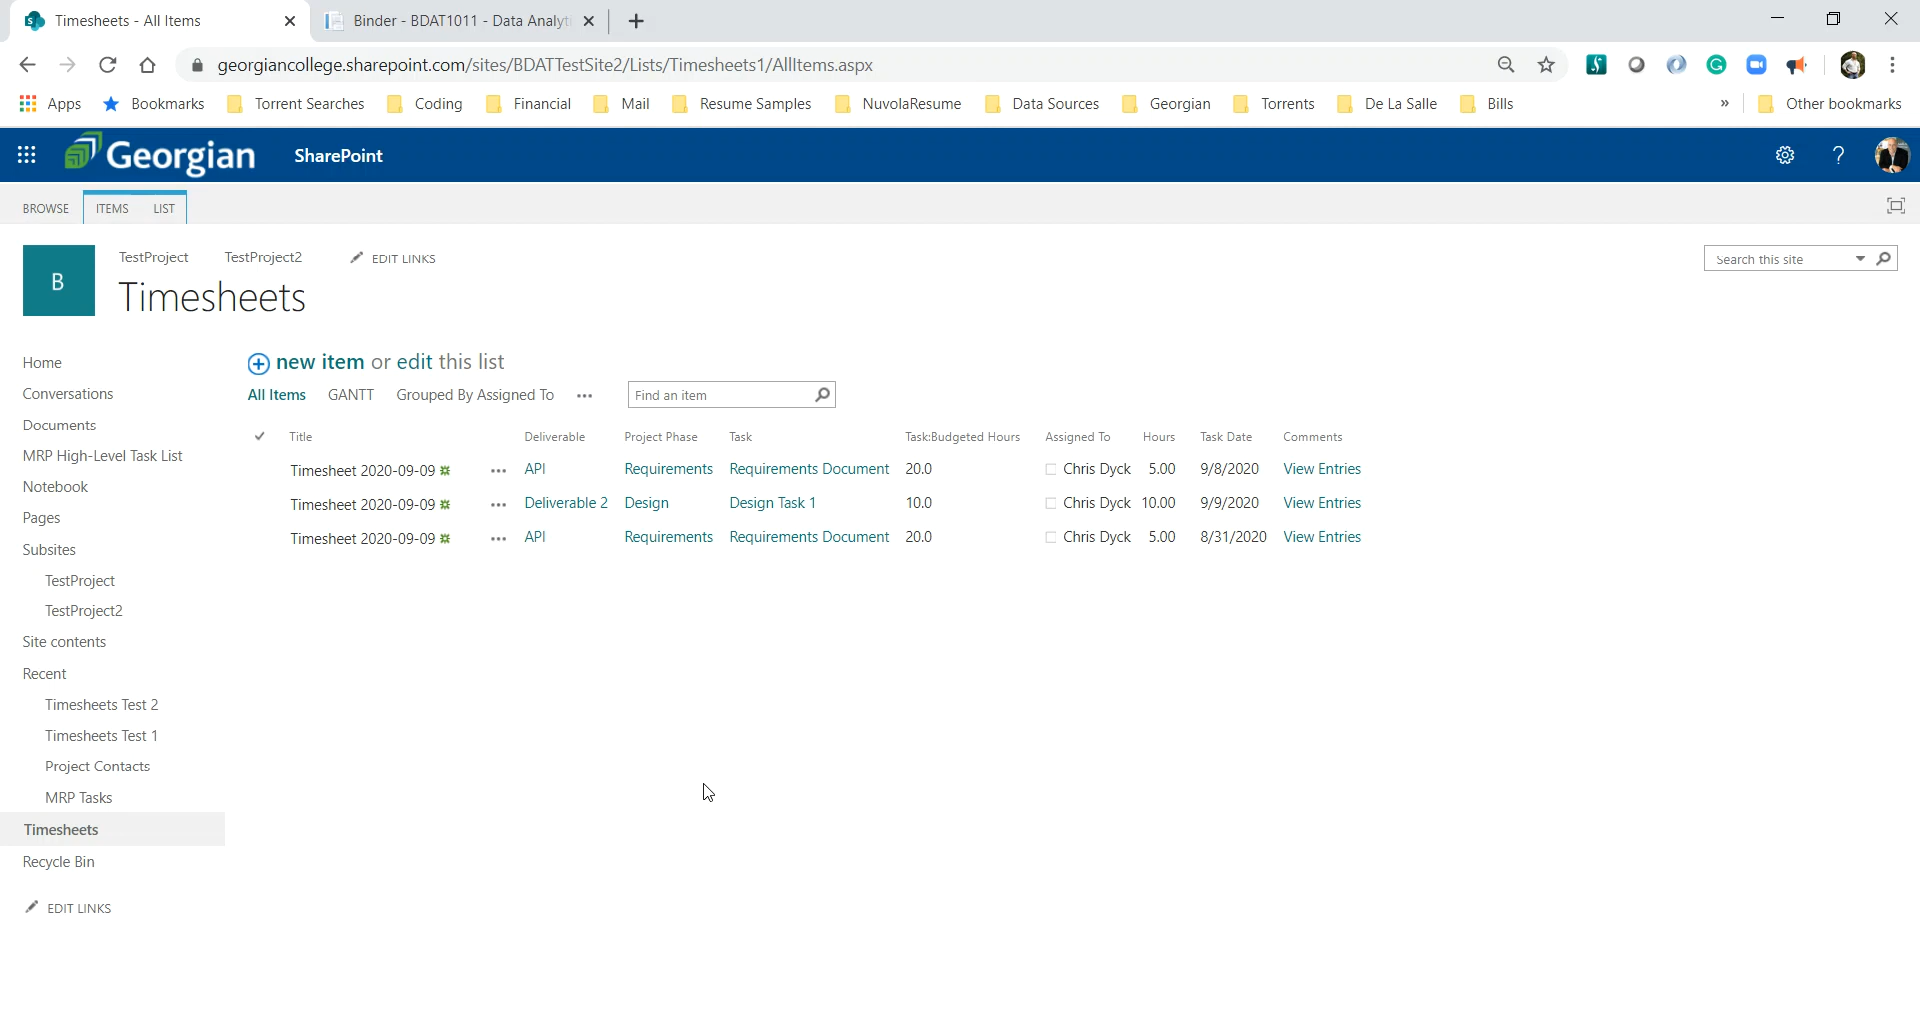 Timesheets - All Items
Binder - BDAT1011 - Data Analyt
georgiancollege.sharepoint.com/sites/BDATTestSite2/Lists/Timesheets1/AllItems.aspx
Apps Bookmarks Torrent Searches Coding Financial Mail Resume Samples NuvolaResume Data Sources Georgian Torrents De La Salle Bills » Other bookmarks
Georgian SharePoint ?
BROWSE ITEMS LIST
TestProject TestProject2 EDIT LINKS
Search this site
B
Timesheets
Home
Conversations
Documents
MRP High-Level Task List
Notebook
Pages
Subsites
TestProject
TestProject2
Site contents
Recent
Timesheets Test 2
Timesheets Test 1
Project Contacts
MRP Tasks
Timesheets
Recycle Bin
EDIT LINKS
new item or edit this list
All Items GANTT Grouped By Assigned To ••• Find an item
Title Deliverable Project Phase Task Task:Budgeted Hours Assigned To Hours Task Date Comments
Timesheet 2020-09-09 ••• API Requirements Requirements Document 20.0 Chris Dyck 5.00 9/8/2020 View Entries
Timesheet 2020-09-09 ••• Deliverable 2 Design Design Task 1 10.0 Chris Dyck 10.00 9/9/2020 View Entries
Timesheet 2020-09-09 ••• API Requirements Requirements Document 20.0 Chris Dyck 5.00 8/31/2020 View Entries